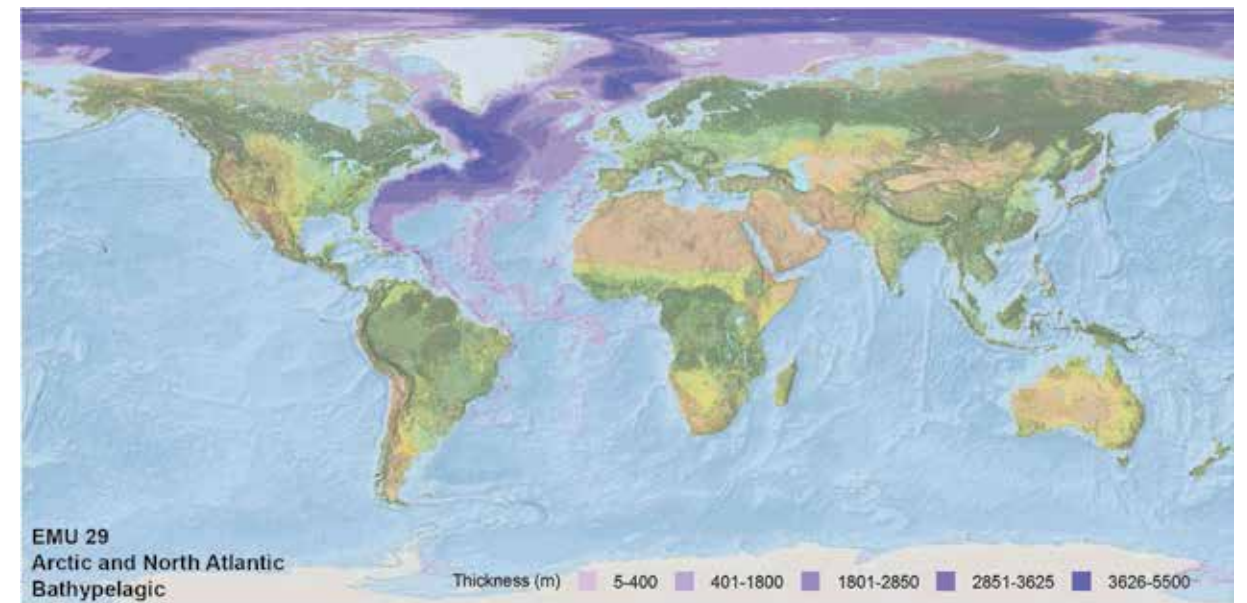 EMU 29
Arctic and North Atlantic
Bathypelagic
Thickness (m) 5-400 401-1800 1801-2850 2851-3625 3626-5500